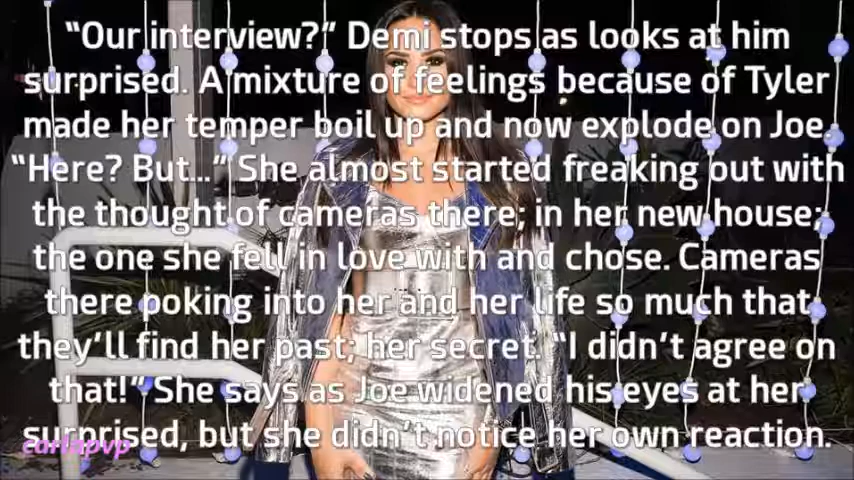 “Our interview?” Demi stops as looks at him
surprised. A mixture of feelings because of Tyler
made her temper boil up and now explode on Joe.
“Here? But...” She almost started freaking out with
the thought of cameras there; in her new house;
the one she fell in love with and chose. Cameras
there poking into her and her life so much that
they’ll find her past; her secret. “I didn’t agree on
that!” She says as Joe widened his eyes at her
surprised, but she didn’t notice her own reaction.
carlapvp